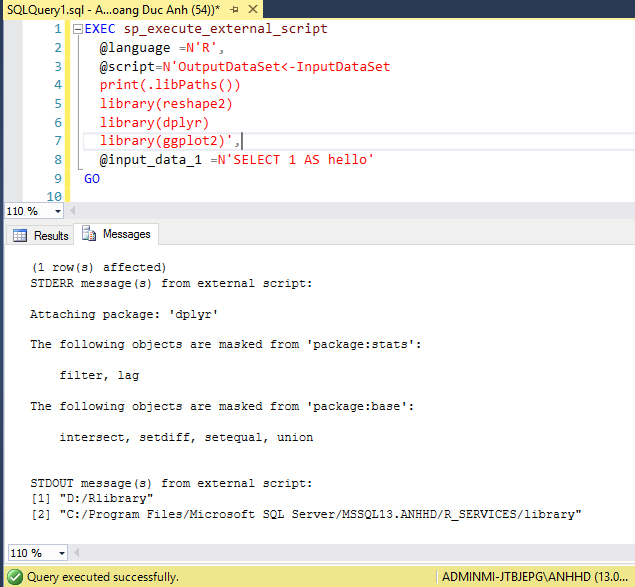 SQLQuery1.sql - A...oang Duc Anh (54))*
1 EXEC sp_execute_external_script
2 @language =N'R',
3 @script=N'OutputDataSet<-InputDataSet
4 print(.libPaths())
5 library(reshape2)
6 library(dplyr)
7 library(ggplot2)',
8 @input_data_1 =N'SELECT 1 AS hello'
9 GO
10
110 %
Results Messages
(1 row(s) affected)
STDERR message(s) from external script:
Attaching package: 'dplyr'
The following objects are masked from 'package:stats':
filter, lag
The following objects are masked from 'package:base':
intersect, setdiff, setequal, union
STDOUT message(s) from external script:
[1] "D:/Rlibrary"
[2] "C:/Program Files/Microsoft SQL Server/MSSQL13.ANHHD/R_SERVICES/library"
110 %
Query executed successfully. ADMINMI-JTBJEPG\ANHHD (13.0...